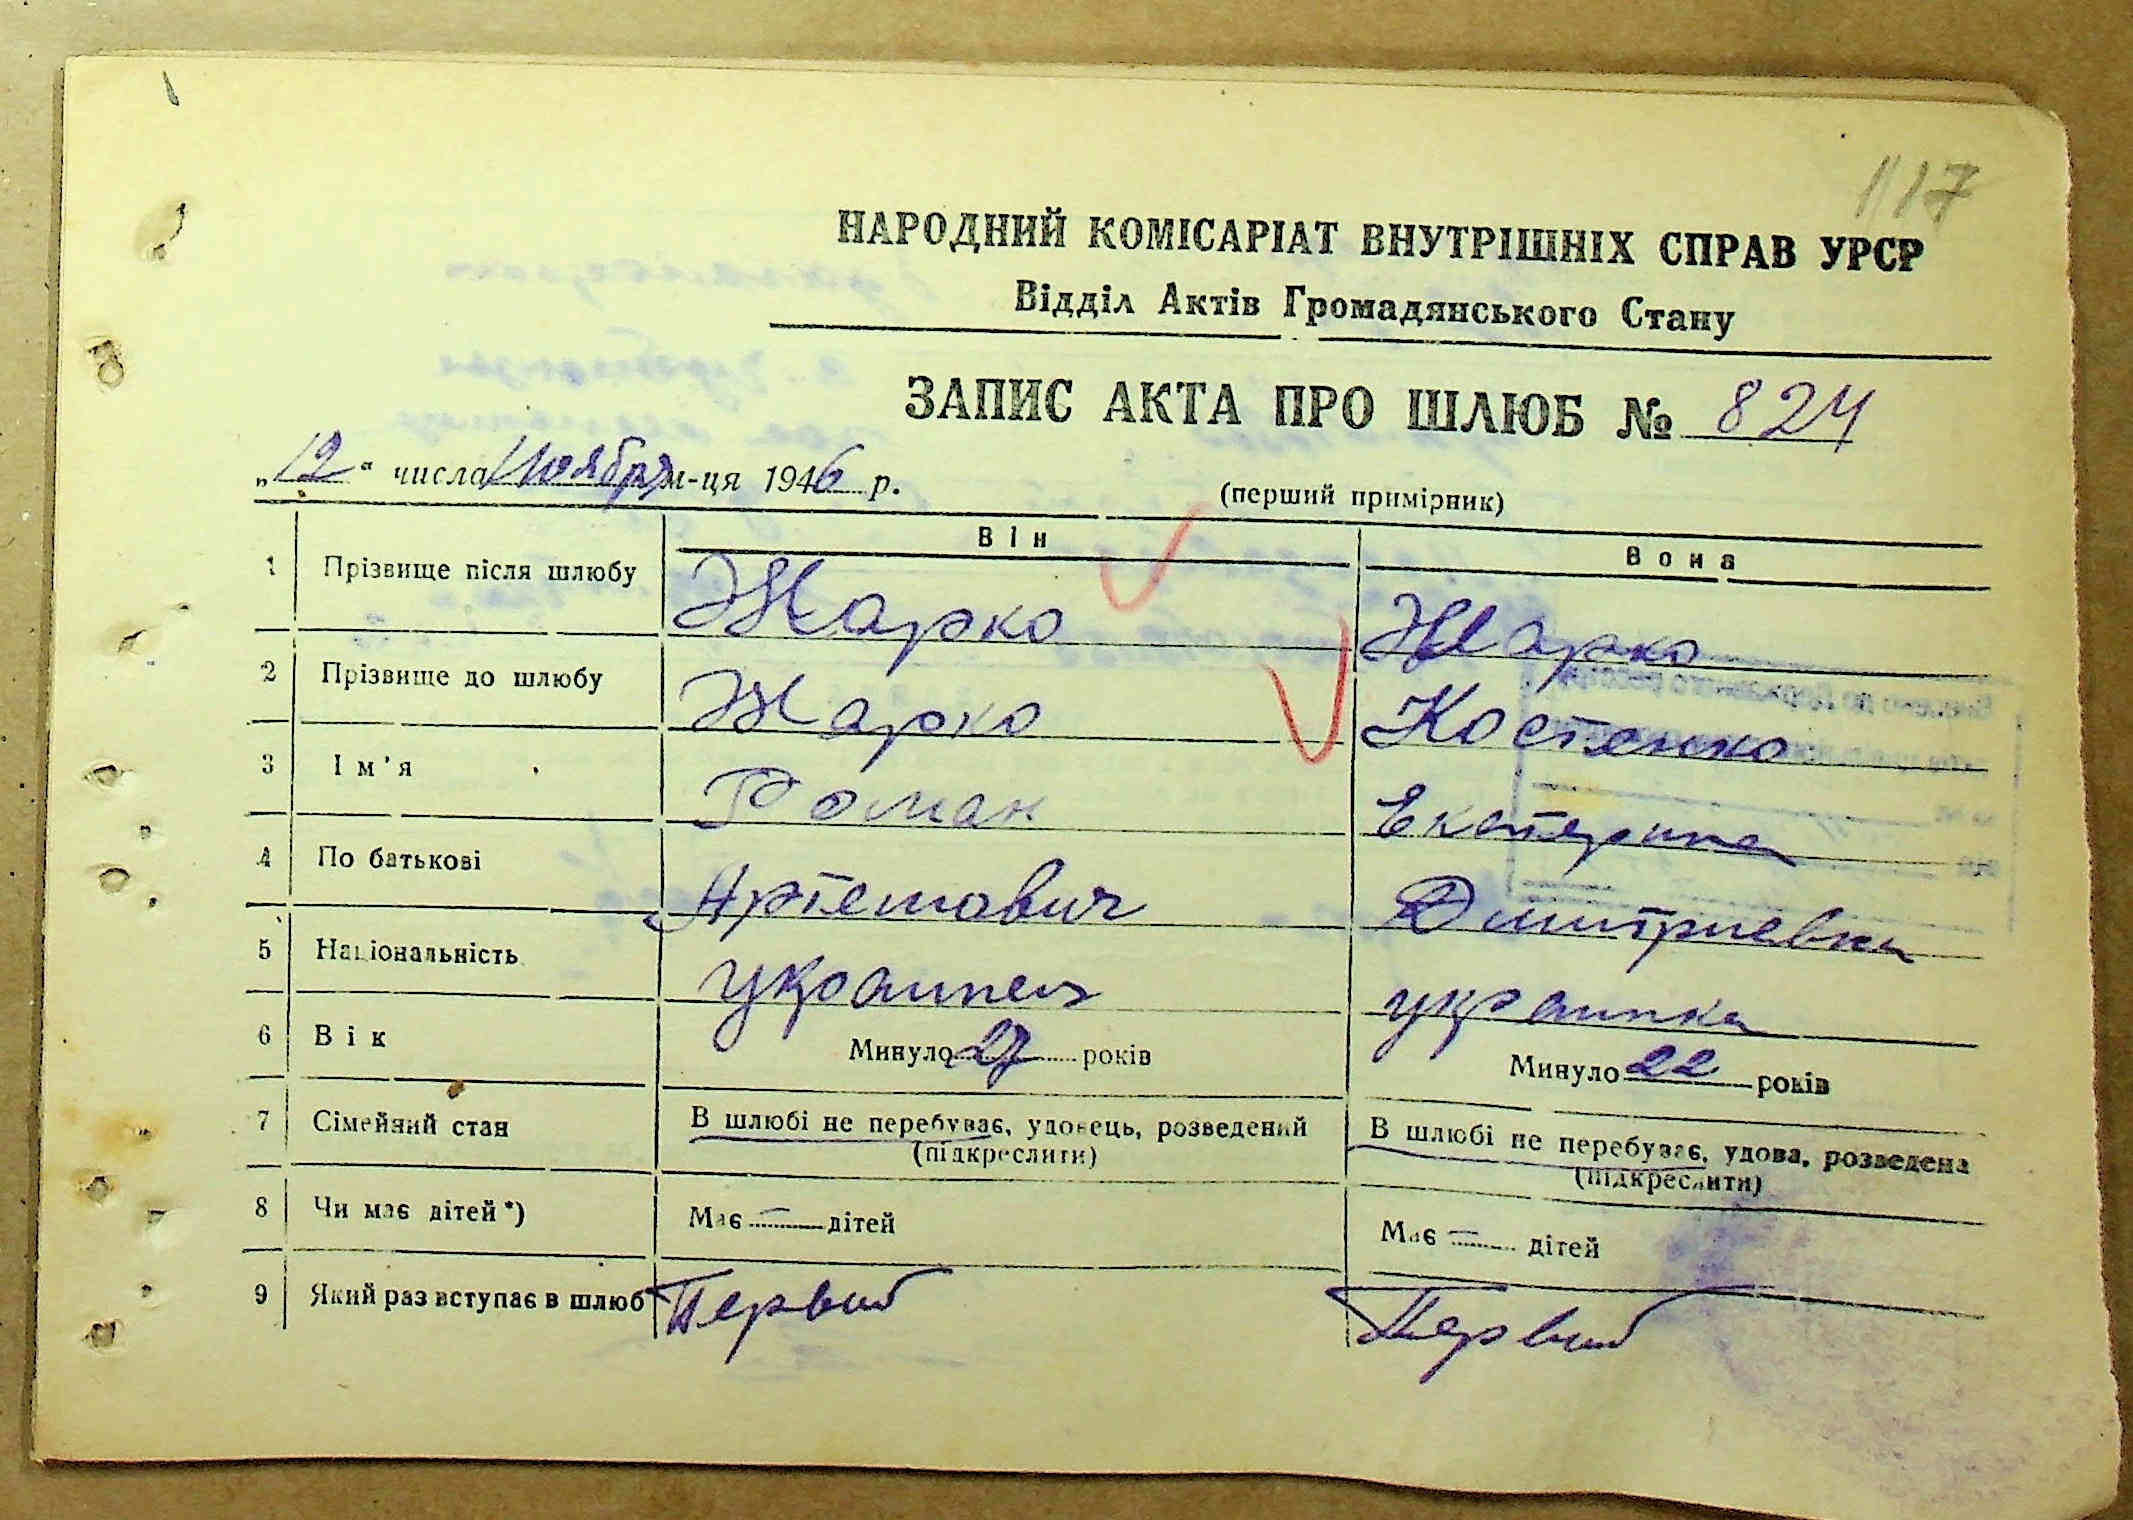 117
НАРОДНИЙ КОМІСАРІАТ ВНУТРІШНІХ СПРАВ УРСР
Відділ Актів Громадянського Стану
ЗАПИС АКТА ПРО ШЛЮБ № 824
„12“ числа Ноября м-ця 1946 р.
(перший примірник)
Він Вона
1 Прізвище після шлюбу Жарко Жарко
2 Прізвище до шлюбу Жарко Костенко
3 Ім'я Роман Екатерина
4 По батькові Артемович Дмитриевна
5 Національність украинец украинка
6 Вік Минуло 27 років Минуло 22 років
7 Сімейний стан В шлюбі не перебуває, удовець, розведений В шлюбі не перебуває, удова, розведена
(підкреслити) (підкреслити)
8 Чи має дітей *) Має — дітей Має — дітей
9 Який раз вступає в шлюб Первый Первый